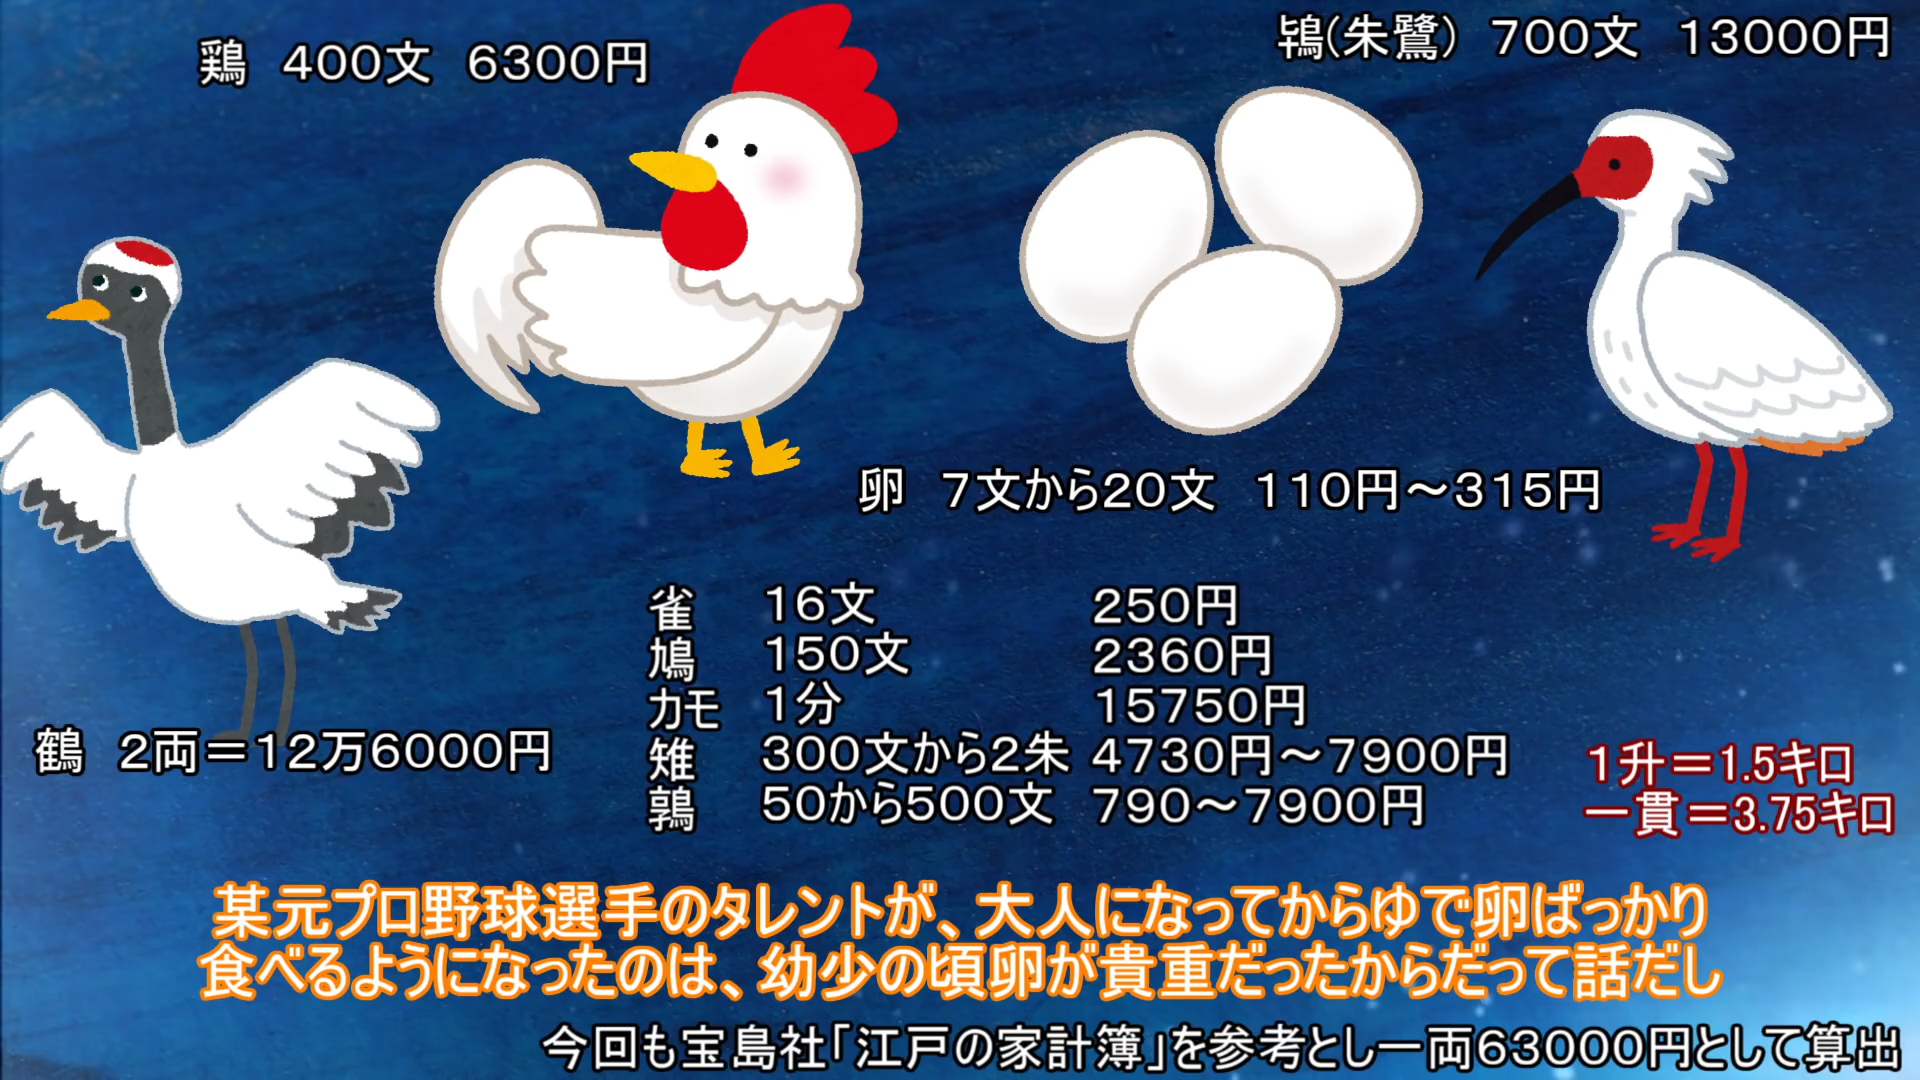 鶏　400文　6300円
鴇(朱鷺)　700文　13000円
卵　7文から20文　110円～315円
鶴　2両＝12万6000円
雀　16文　250円
鳩　150文　2360円
カモ　1分　15750円
雉　300文から2朱　4730円～7900円
鶉　50から500文　790～7900円
1升＝1.5キロ
一貫＝3.75キロ
某元プロ野球選手のタレントが、大人になってからゆで卵ばっかり
食べるようになったのは、幼少の頃卵が貴重だったからだって話だし
今回も宝島社「江戸の家計簿」を参考とし一両63000円として算出